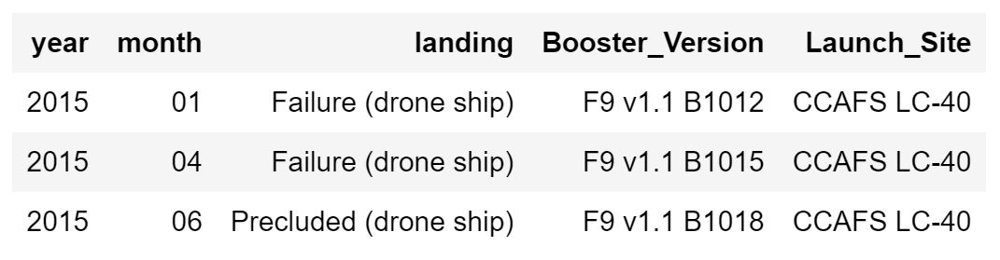 year month landing Booster_Version Launch_Site
2015 01 Failure (drone ship) F9 v1.1 B1012 CCAFS LC-40
2015 04 Failure (drone ship) F9 v1.1 B1015 CCAFS LC-40
2015 06 Precluded (drone ship) F9 v1.1 B1018 CCAFS LC-40